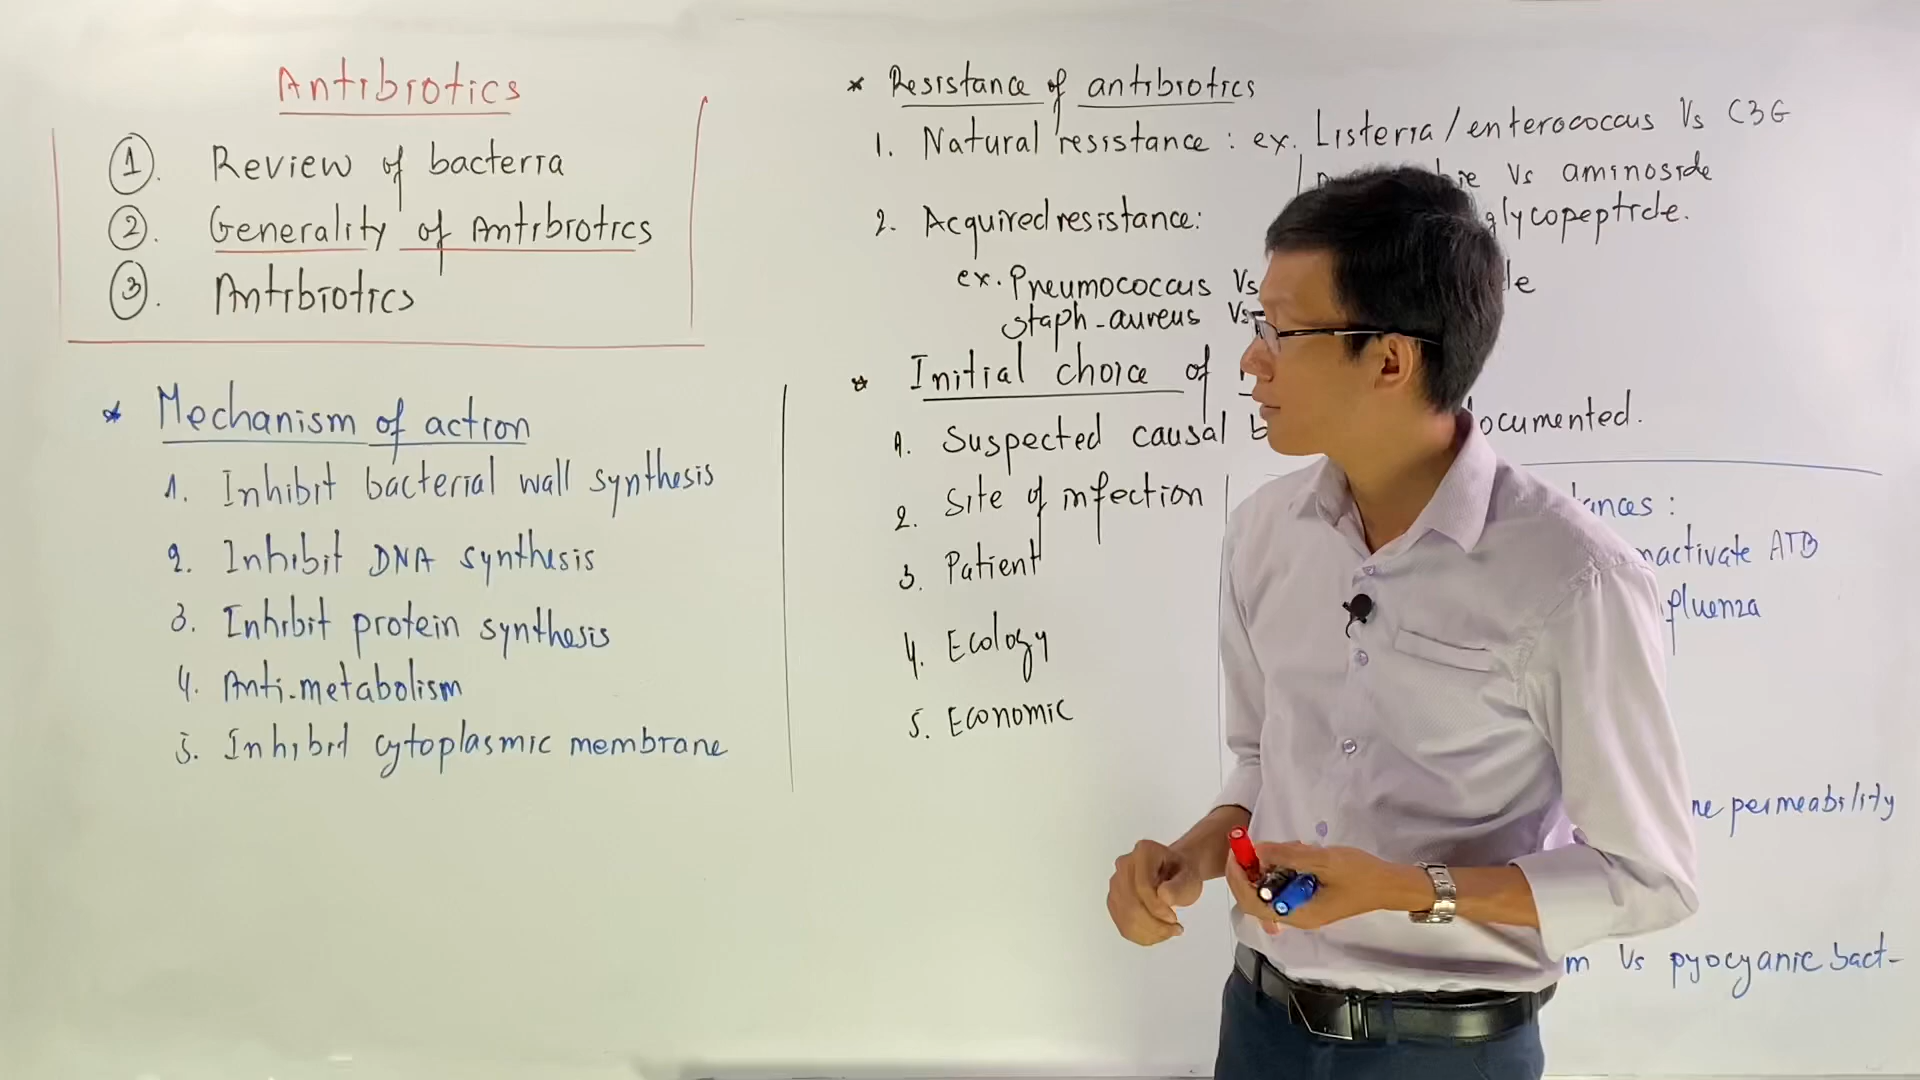 Antibiotics
1. Review of bacteria
2. Generality of Antibiotics
3. Antibiotics
* Mechanism of action
1. Inhibit bacterial wall synthesis
2. Inhibit DNA synthesis
3. Inhibit protein synthesis
4. Anti-metabolism
5. Inhibit cytoplasmic membrane
* Resistance of antibiotics
1. Natural resistance : ex. Listeria / enterococcus Vs C3G
Vs aminoside
glycopeptide.
2. Acquired resistance:
ex. Pneumococcus Vs
staph-aureus Vs
* Initial choice of
1. Suspected causal
2. Site of infection
3. Patient
4. Ecology
5. Economic
ATB
permeability
Vs pyocyanic bact-